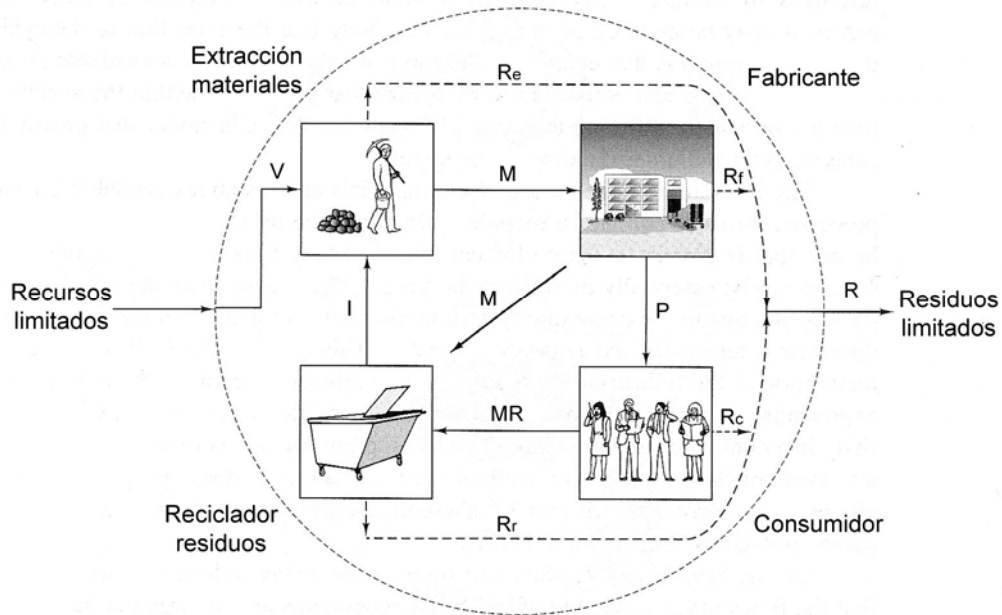 Extracción
materiales
Re
Fabricante
V
M
Rf
Recursos
limitados
I
M
P
R
Residuos
limitados
MR
Rc
Reciclador
residuos
Rr
Consumidor